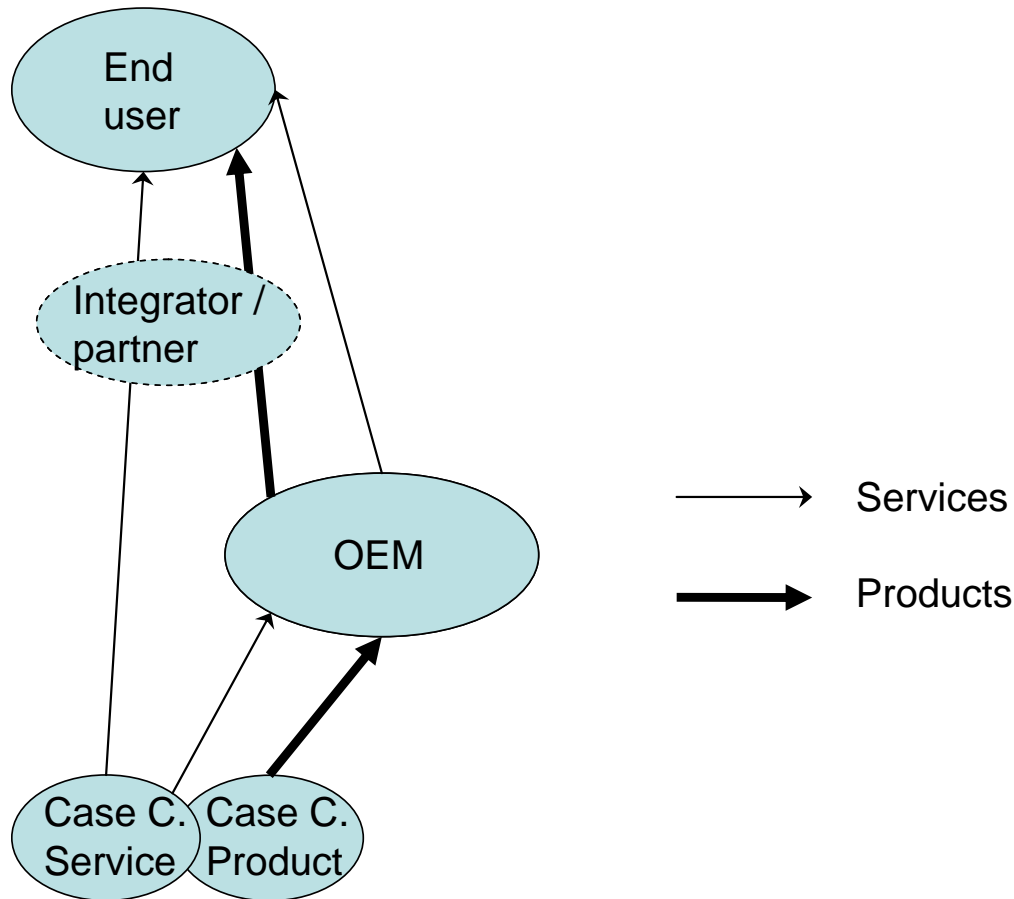 End
user
Integrator /
partner
OEM
Services
Products
Case C.
Service
Case C.
Product